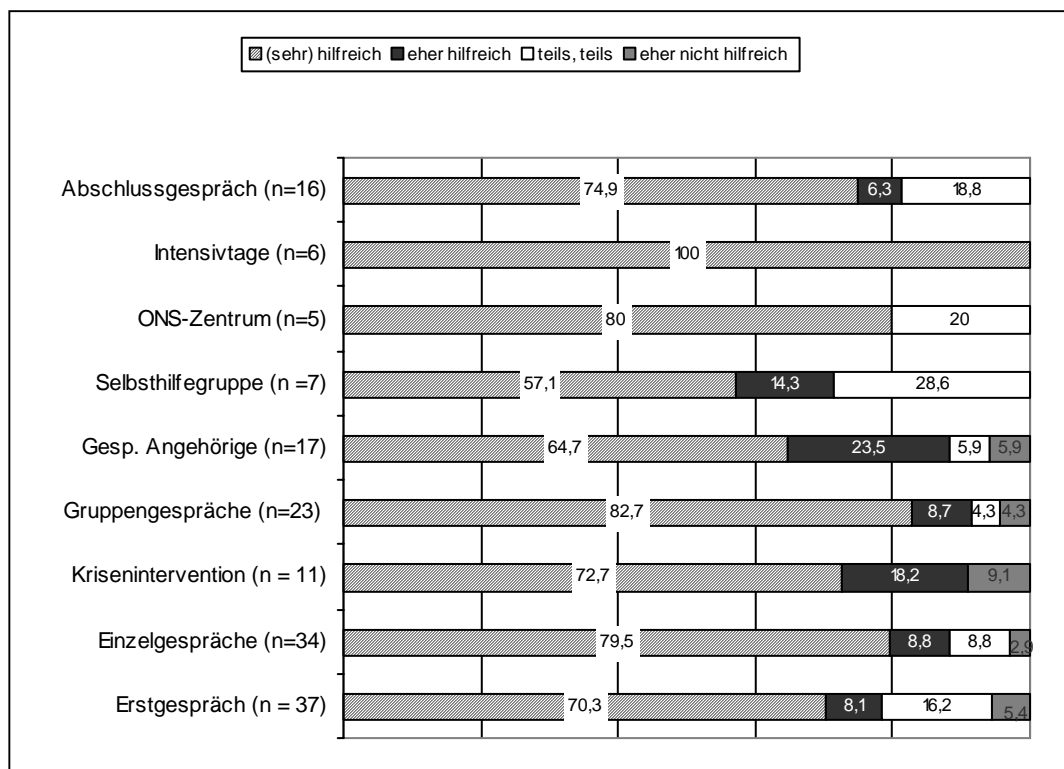 (sehr) hilfreich eher hilfreich teils, teils eher nicht hilfreich
Abschlussgespräch (n=16) 74,9 6,3 18,8
Intensivtage (n=6) 100
ONS-Zentrum (n=5) 80 20
Selbsthilfegruppe (n =7) 57,1 14,3 28,6
Gesp. Angehörige (n=17) 64,7 23,5 5,9 5,9
Gruppengespräche (n=23) 82,7 8,7 4,3 4,3
Krisenintervention (n = 11) 72,7 18,2 9,1
Einzelgespräche (n=34) 79,5 8,8 8,8 2,9
Erstgespräch (n = 37) 70,3 8,1 16,2 5,4